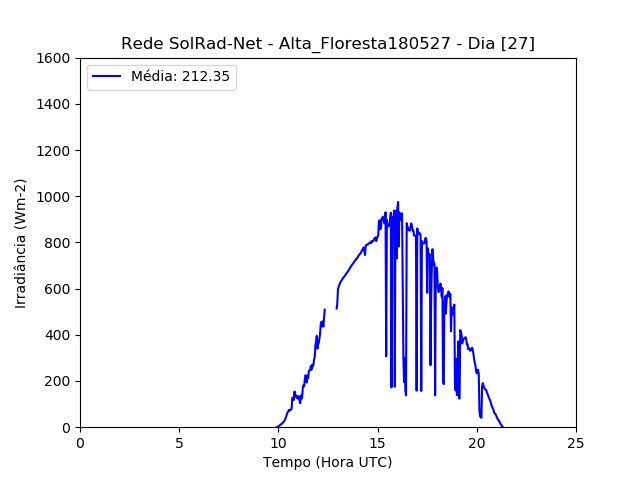 Rede SolRad-Net - Alta_Floresta180527 - Dia [27]
Média: 212.35
Irradiância (Wm-2)
1600
1400
1200
1000
800
600
400
200
0
0 5 10 15 20 25
Tempo (Hora UTC)